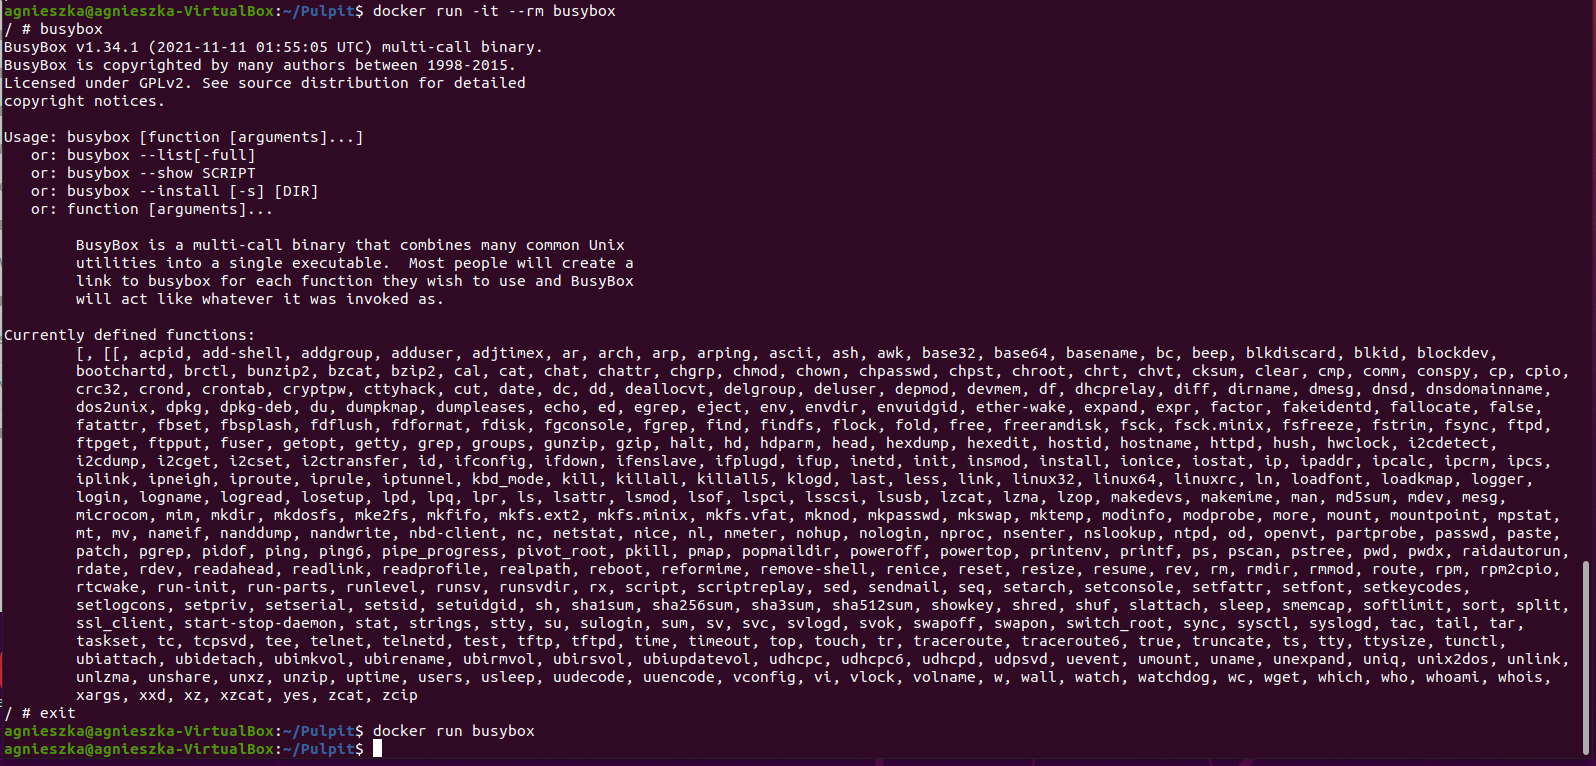 agnieszka@agnieszka-VirtualBox:~/Pulpit$ docker run -it --rm busybox
/ # busybox
BusyBox v1.34.1 (2021-11-11 01:55:05 UTC) multi-call binary.
BusyBox is copyrighted by many authors between 1998-2015.
Licensed under GPLv2. See source distribution for detailed
copyright notices.

Usage: busybox [function [arguments]...]
   or: busybox --list[-full]
   or: busybox --show SCRIPT
   or: busybox --install [-s] [DIR]
   or: function [arguments]...

        BusyBox is a multi-call binary that combines many common Unix
        utilities into a single executable.  Most people will create a
        link to busybox for each function they wish to use and BusyBox
        will act like whatever it was invoked as.

Currently defined functions:
        [, [[, acpid, add-shell, addgroup, adduser, adjtimex, ar, arch, arp, arping, ascii, ash, awk, base32, base64, basename, bc, beep, blkdiscard, blkid, blockdev,
        bootchartd, brctl, bunzip2, bzcat, bzip2, cal, cat, chat, chattr, chgrp, chmod, chown, chpasswd, chpst, chroot, chrt, chvt, cksum, clear, cmp, comm, conspy, cp, cpio,
        crc32, crond, crontab, cryptpw, cttyhack, cut, date, dc, dd, deallocvt, delgroup, deluser, depmod, devmem, df, dhcprelay, diff, dirname, dmesg, dnsd, dnsdomainname,
        dos2unix, dpkg, dpkg-deb, du, dumpkmap, dumpleases, echo, ed, egrep, eject, env, envdir, envuidgid, ether-wake, expand, expr, factor, fakeidentd, fallocate, false,
        fatattr, fbset, fbsplash, fdflush, fdformat, fdisk, fgconsole, fgrep, find, findfs, flock, fold, free, freeramdisk, fsck, fsck.minix, fsfreeze, fstrim, fsync, ftpd,
        ftpget, ftpput, fuser, getopt, getty, grep, groups, gunzip, gzip, halt, hd, hdparm, head, hexdump, hexedit, hostid, hostname, httpd, hush, hwclock, i2cdetect,
        i2cdump, i2cget, i2cset, i2ctransfer, id, ifconfig, ifdown, ifenslave, ifplugd, ifup, inetd, init, insmod, install, ionice, iostat, ip, ipaddr, ipcalc, ipcrm, ipcs,
        iplink, ipneigh, iproute, iprule, iptunnel, kbd_mode, kill, killall, killall5, klogd, last, less, link, linux32, linux64, linuxrc, ln, loadfont, loadkmap, logger,
        login, logname, logread, losetup, lpd, lpq, lpr, ls, lsattr, lsmod, lsof, lspci, lsscsi, lsusb, lzcat, lzma, lzop, makedevs, makemime, man, md5sum, mdev, mesg,
        microcom, mim, mkdir, mkdosfs, mke2fs, mkfifo, mkfs.ext2, mkfs.minix, mkfs.vfat, mknod, mkpasswd, mkswap, mktemp, modinfo, modprobe, more, mount, mountpoint, mpstat,
        mt, mv, nameif, nanddump, nandwrite, nbd-client, nc, netstat, nice, nl, nmeter, nohup, nologin, nproc, nsenter, nslookup, ntpd, od, openvt, partprobe, passwd, paste,
        patch, pgrep, pidof, ping, ping6, pipe_progress, pivot_root, pkill, pmap, popmaildir, poweroff, powertop, printenv, printf, ps, pscan, pstree, pwd, pwdx, raidautorun,
        rdate, rdev, readahead, readlink, readprofile, realpath, reboot, reformime, remove-shell, renice, reset, resize, resume, rev, rm, rmdir, rmmod, route, rpm, rpm2cpio,
        rtcwake, run-init, run-parts, runlevel, runsv, runsvdir, rx, script, scriptreplay, sed, sendmail, seq, setarch, setconsole, setfattr, setfont, setkeycodes,
        setlogcons, setpriv, setserial, setsid, setuidgid, sh, sha1sum, sha256sum, sha3sum, sha512sum, showkey, shred, shuf, slattach, sleep, smemcap, softlimit, sort, split,
        ssl_client, start-stop-daemon, stat, strings, stty, su, sulogin, sum, sv, svc, svlogd, svok, swapoff, swapon, switch_root, sync, sysctl, syslogd, tac, tail, tar,
        taskset, tc, tcpsvd, tee, telnet, telnetd, test, tftp, tftpd, time, timeout, top, touch, tr, traceroute, traceroute6, true, truncate, ts, tty, ttysize, tunctl,
        ubiattach, ubidetach, ubimkvol, ubirename, ubirmvol, ubirsvol, ubiupdatevol, udhcpc, udhcpc6, udhcpd, udpsvd, uevent, umount, uname, unexpand, uniq, unix2dos, unlink,
        unlzma, unshare, unxz, unzip, uptime, users, usleep, uudecode, uuencode, vconfig, vi, vlock, volname, w, wall, watch, watchdog, wc, wget, which, who, whoami, whois,
        xargs, xxd, xz, xzcat, yes, zcat, zcip
/ # exit
agnieszka@agnieszka-VirtualBox:~/Pulpit$ docker run busybox
agnieszka@agnieszka-VirtualBox:~/Pulpit$